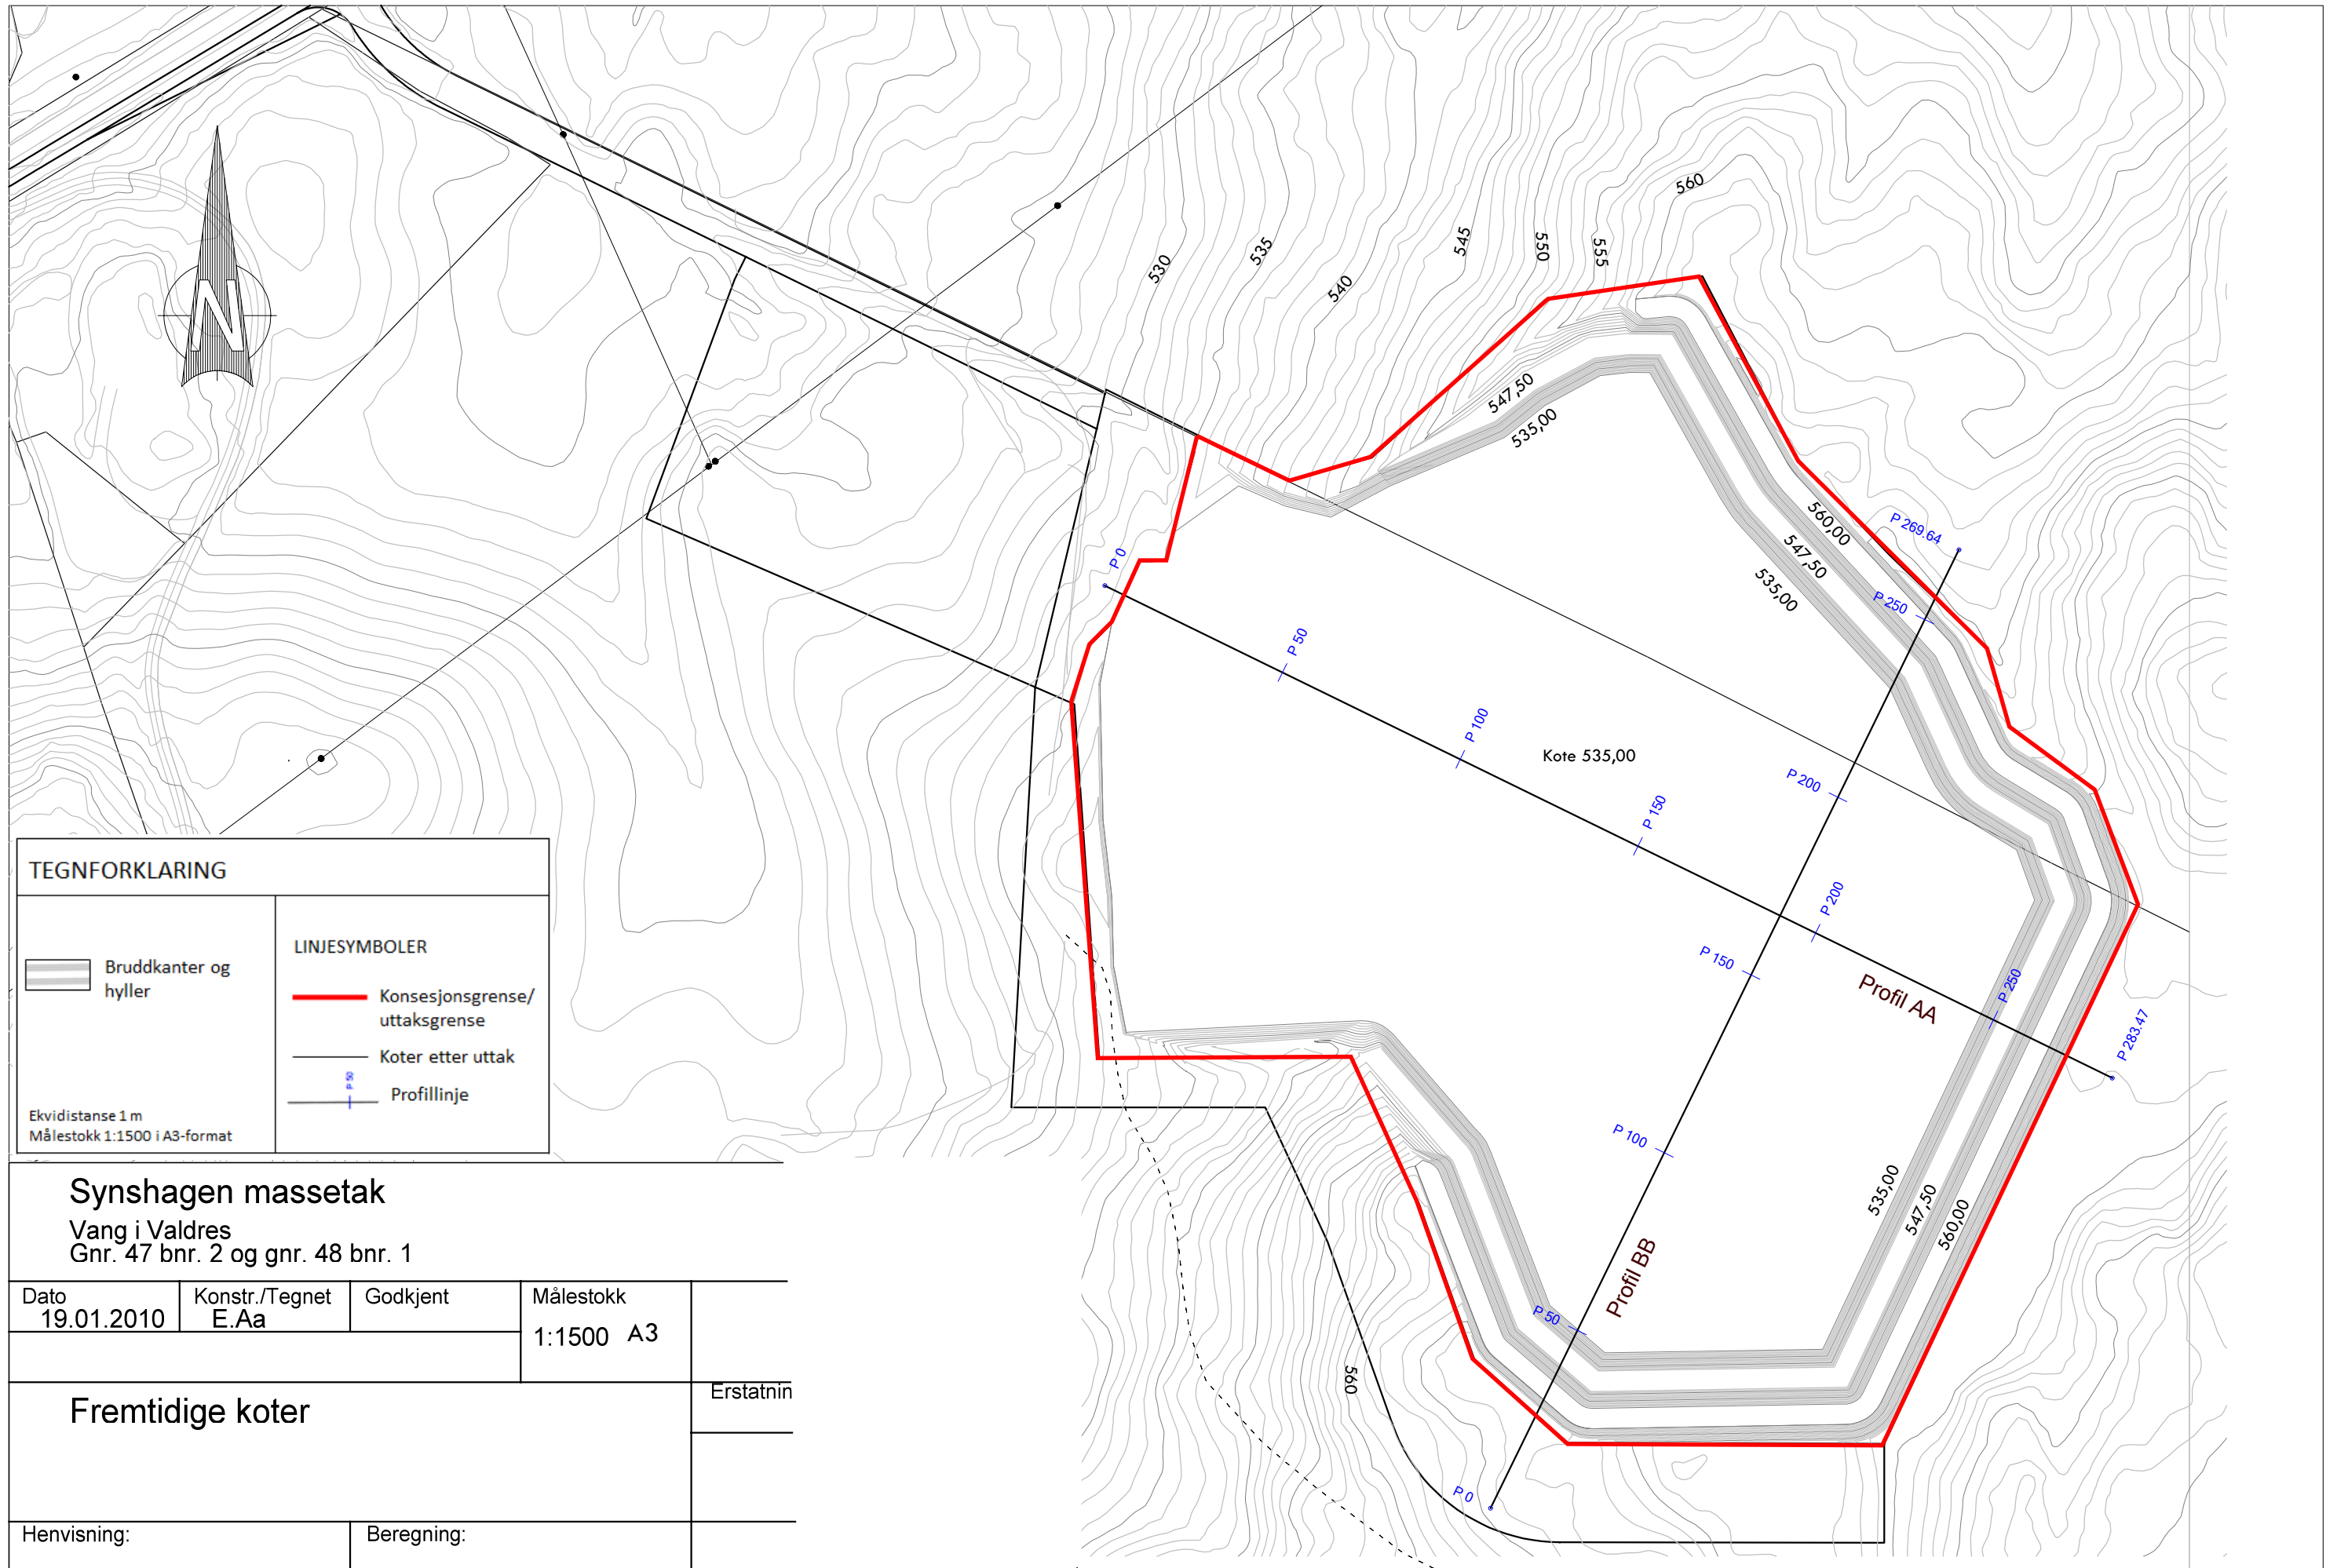 N
530
535
540
545
550
555
560
547,50
535,00
560,00
547,50
535,00
P 269.64
P 250
P 0
P 50
P 100
Kote 535,00
P 150
P 200
P 200
P 150
P 250
Profil AA
P 283.47
P 100
535,00
547,50
560,00
Profil BB
P 50
560
P 0
TEGNFORKLARING
Bruddkanter og
hyller
LINJESYMBOLER
Konsesjonsgrense/
uttaksgrense
Koter etter uttak
P 50
Profillinje
Ekvidistanse 1 m
Målestokk 1:1500 i A3-format
Synshagen massetak
Vang i Valdres
Gnr. 47 bnr. 2 og gnr. 48 bnr. 1
Dato
19.01.2010
Konstr./Tegnet
E.Aa
Godkjent
Målestokk
1:1500 A3
Erstatnin
Fremtidige koter
Henvisning:
Beregning: